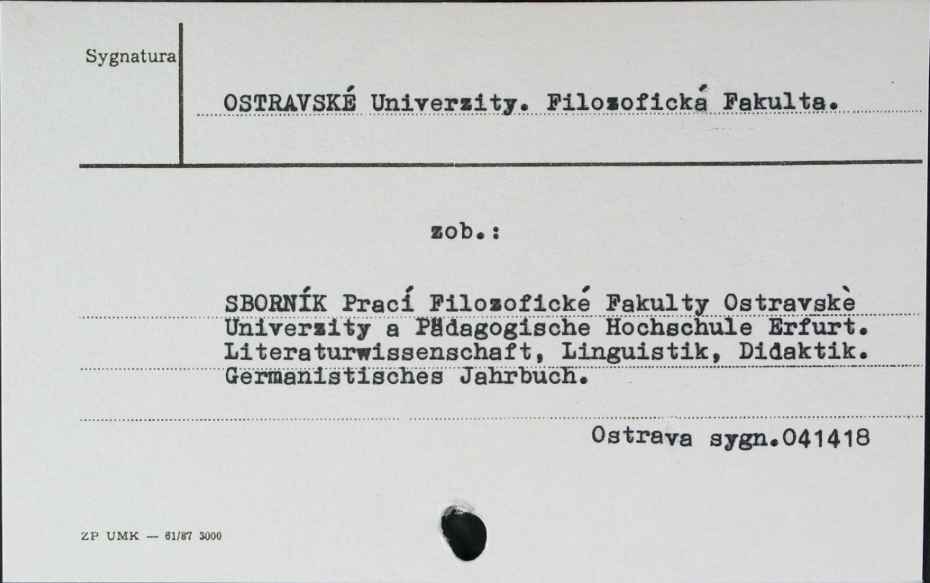 Sygnatura
OSTRAVSKÉ Univerzity. Filozofická Fakulta.
zob.:
SBORNÍK Prací Filozofické Fakulty Ostravskè
Univerzity a Pädagogische Hochschule Erfurt.
Literaturwissenschaft, Linguistik, Didaktik.
Germanistisches Jahrbuch.
Ostrava sygn.041418
ZP UMK — 61/87 3000